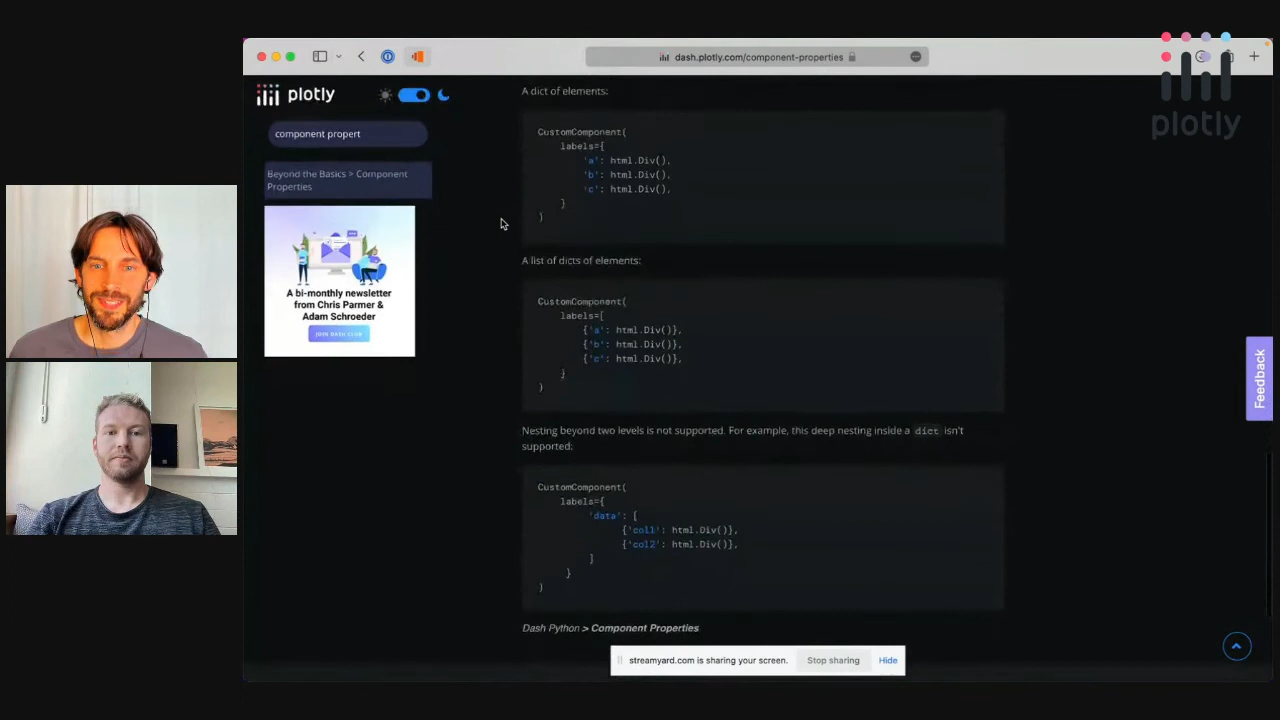 dash.plotly.com/component-properties
plotly
plotly
component propert
Beyond the Basics > Component
Properties
A bi-monthly newsletter
from Chris Parmer &
Adam Schroeder
JOIN DASH CLUB
A dict of elements:
CustomComponent(
labels={
'a': html.Div(),
'b': html.Div(),
'c': html.Div(),
}
)
A list of dicts of elements:
CustomComponent(
labels=[
{'a': html.Div()},
{'b': html.Div()},
{'c': html.Div()},
]
)
Nesting beyond two levels is not supported. For example, this deep nesting inside a dict isn't
supported:
CustomComponent(
labels={
'data': [
{'col1': html.Div()},
{'col2': html.Div()},
]
}
)
Dash Python > Component Properties
Feedback
streamyard.com is sharing your screen.
Stop sharing
Hide